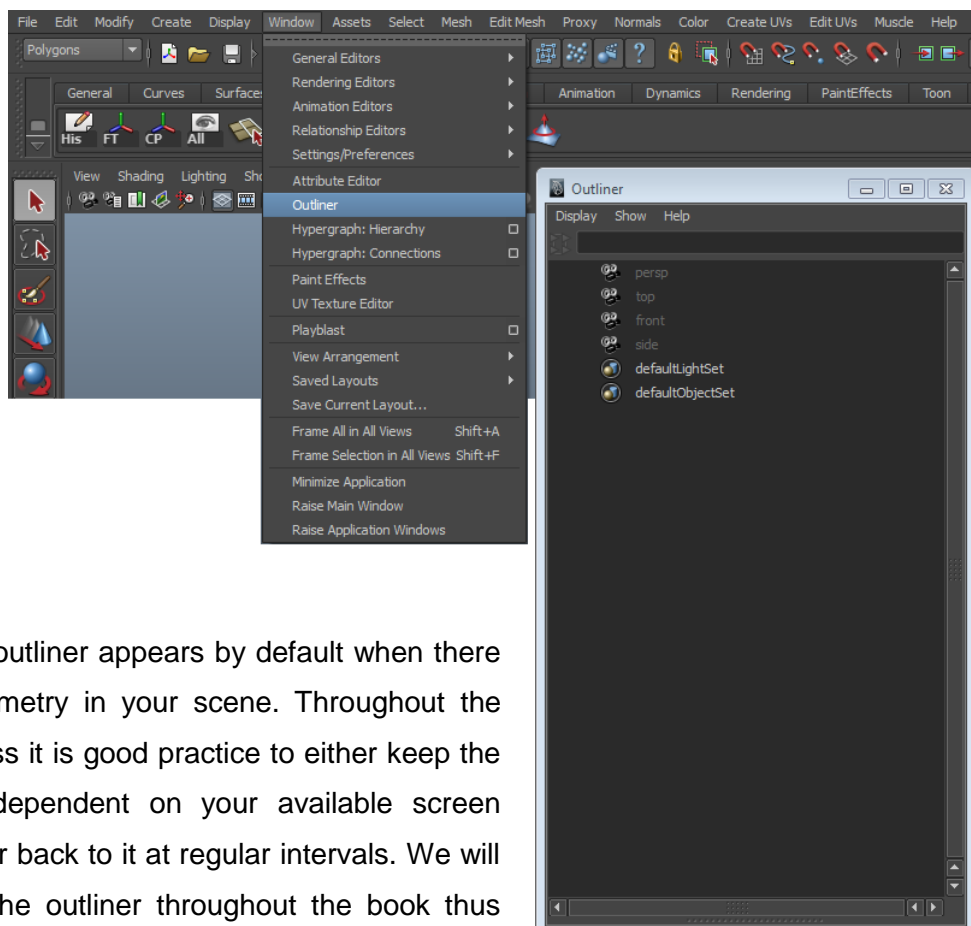 File Edit Modify Create Display Window Assets Select Mesh Edit Mesh Proxy Normals Color Create UVs Edit UVs Muscle Help
Polygons
General Curves Surfaces Animation Dynamics Rendering PaintEffects Toon
His FT CP All
View Shading Lighting Sho
General Editors
Rendering Editors
Animation Editors
Relationship Editors
Settings/Preferences
Attribute Editor
Outliner
Hypergraph: Hierarchy
Hypergraph: Connections
Paint Effects
UV Texture Editor
Playblast
View Arrangement
Saved Layouts
Save Current Layout...
Frame All in All Views Shift+A
Frame Selection in All Views Shift+F
Minimize Application
Raise Main Window
Raise Application Windows
Outliner
Display Show Help
persp
top
front
side
defaultLightSet
defaultObjectSet
outliner appears by default when there
metry in your scene. Throughout the
ss it is good practice to either keep the
dependent on your available screen
r back to it at regular intervals. We will
he outliner throughout the book thus